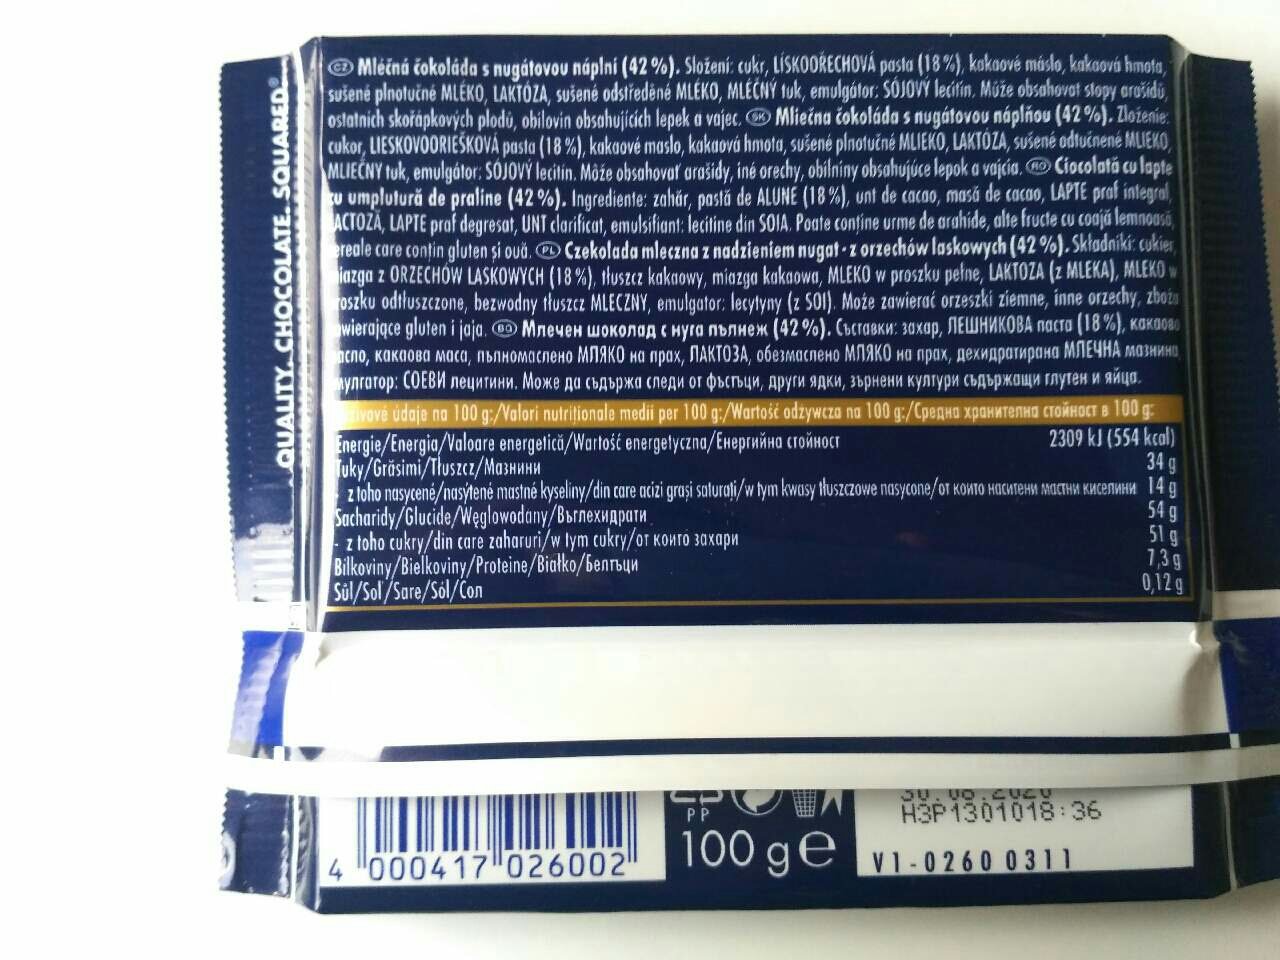 QUALITY. CHOCOLATE. SQUARED.®
CZ Mléčná čokoláda s nugátovou náplní (42 %). Složení: cukr, LÍSKOOŘECHOVÁ pasta (18 %), kakaové máslo, kakaová hmota,
sušené plnotučné MLÉKO, LAKTÓZA, sušené odstředěné MLÉKO, MLÉČNÝ tuk, emulgátor: SÓJOVÝ lecitin. Může obsahovat stopy arašídů,
ostatních skořápkových plodů, obilovin obsahujících lepek a vajec. SK Mliečna čokoláda s nugátovou náplňou (42 %). Zloženie:
cukor, LIESKOVOORIEŠKOVÁ pasta (18 %), kakaové maslo, kakaová hmota, sušené plnotučné MLIEKO, LAKTÓZA, sušené odtučnené MLIEKO,
MLIEČNY tuk, emulgátor: SÓJOVÝ lecitín. Môže obsahovať arašidy, iné orechy, obilniny obsahujúce lepok a vajcia. RO Ciocolată cu lapte
cu umplutură de praline (42 %). Ingrediente: zahăr, pastă de ALUNE (18 %), unt de cacao, masă de cacao, LAPTE praf integral,
LACTOZĂ, LAPTE praf degresat, UNT clarificat, emulsifiant: lecitine din SOIA. Poate conține urme de arahide, alte fructe cu coajă lemnoasă,
cereale care conțin gluten și ouă. PL Czekolada mleczna z nadzieniem nugat - z orzechów laskowych (42 %). Składniki: cukier,
miazga z ORZECHÓW LASKOWYCH (18 %), tłuszcz kakaowy, miazga kakaowa, MLEKO w proszku pełne, LAKTOZA (z MLEKA), MLEKO w
proszku odtłuszczone, bezwodny tłuszcz MLECZNY, emulgator: lecytyny (z SOI). Może zawierać orzeszki ziemne, inne orzechy, zboża
zawierające gluten i jaja. BG Млечен шоколад с нуга пълнеж (42 %). Съставки: захар, ЛЕШНИКОВА паста (18 %), какаово
масло, какаова маса, пълномаслено МЛЯКО на прах, ЛАКТОЗА, обезмаслено МЛЯКО на прах, дехидратирана МЛЕЧНА мазнина,
емулгатор: СОЕВИ лецитини. Може да съдържа следи от фъстъци, други ядки, зърнени култури съдържащи глутен и яйца.
údaje na 100 g:/Valori nutriționale medii per 100 g:/Wartość odżywcza na 100 g:/Средна хранителна стойност в 100 g:
Energie/Energia/Valoare energetică/Wartość energetyczna/Енергийна стойност 2309 kJ (554 kcal)
Tuky/Grăsimi/Tłuszcz/Мазнини 34 g
- z toho nasycené/nasýtené mastné kyseliny/din care acizi grași saturați/w tym kwasy tłuszczowe nasycone/от които наситени мастни киселини 14 g
Sacharidy/Glucide/Węglowodany/Въглехидрати 54 g
- z toho cukry/din care zaharuri/w tym cukry/от които захари 51 g
Bílkoviny/Bielkoviny/Proteine/Białko/Белтъци 7,3 g
Sůl/Soľ/Sare/Sól/Сол 0,12 g
30.08.2020
H3P1301018:36
PP
100 g e
V1-0260 0311
4 000417 026002